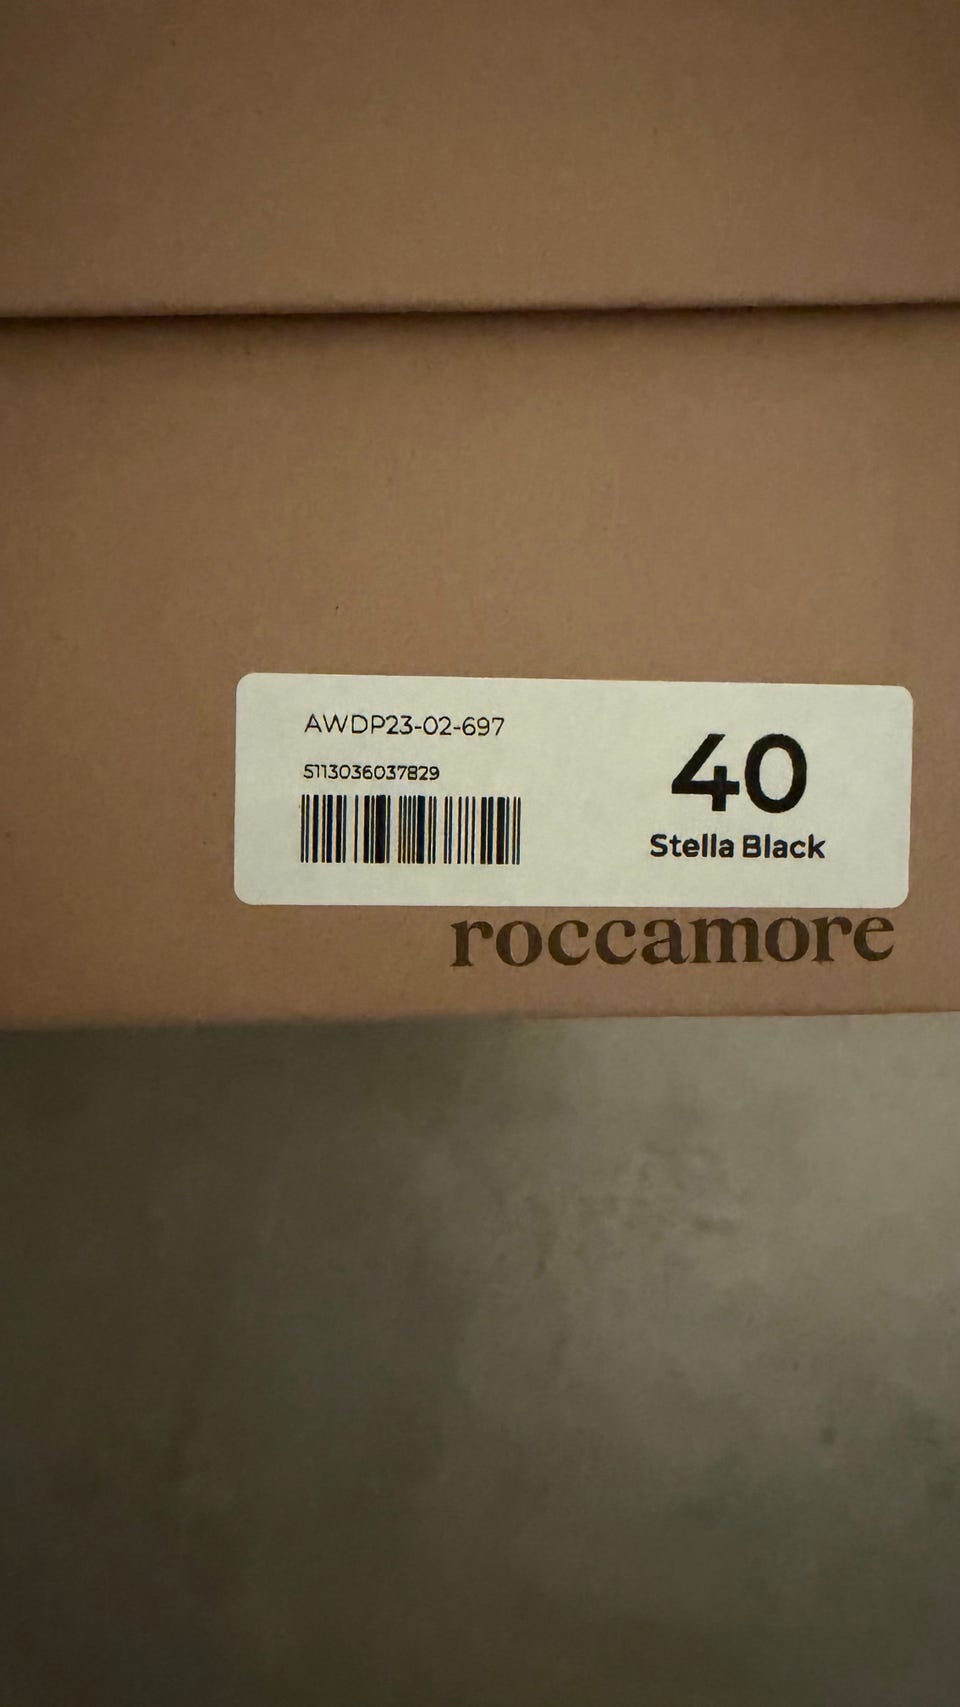 AWDP23-02-697
5113036037829
40
Stella Black
roccamore